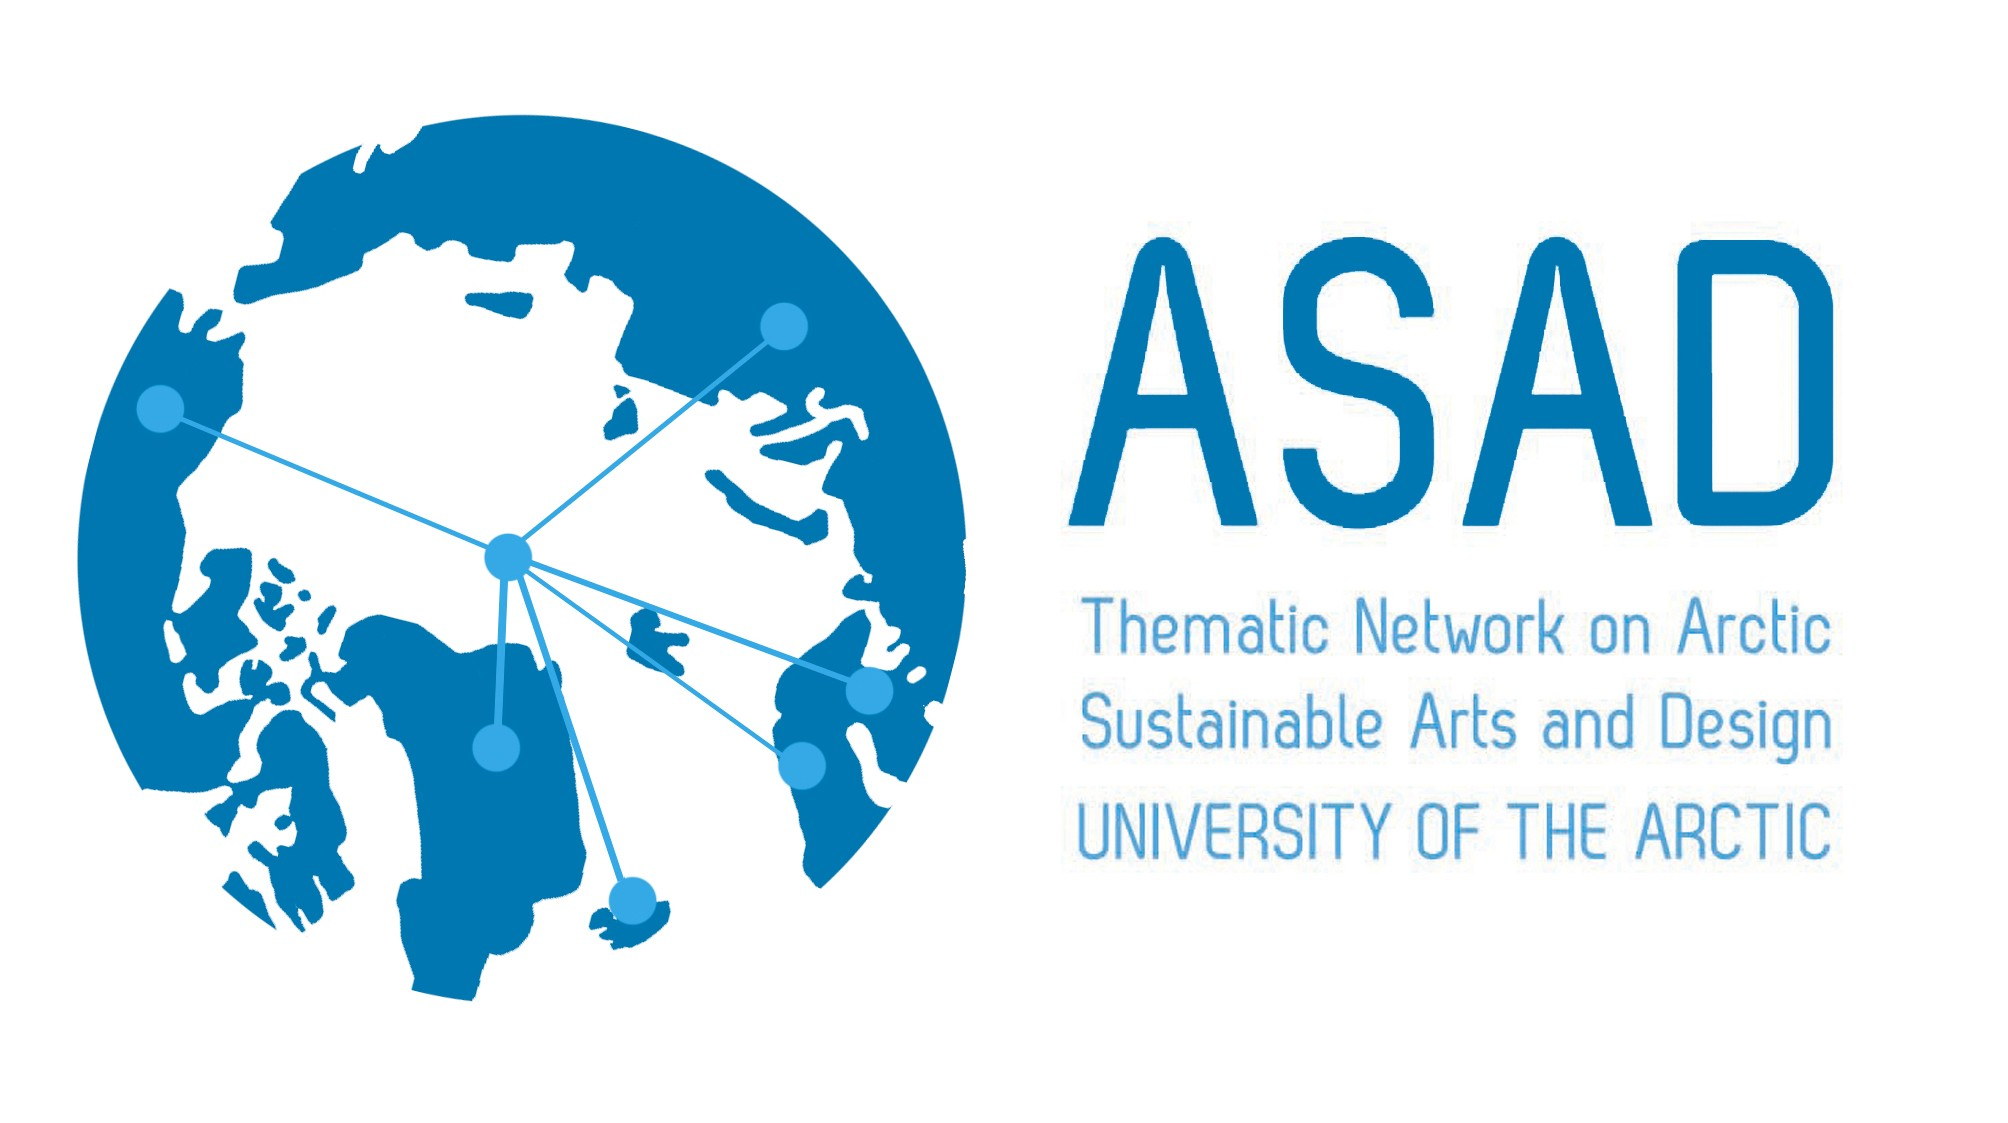 ASAD
Thematic Network on Arctic
Sustainable Arts and Design
UNIVERSITY OF THE ARCTIC